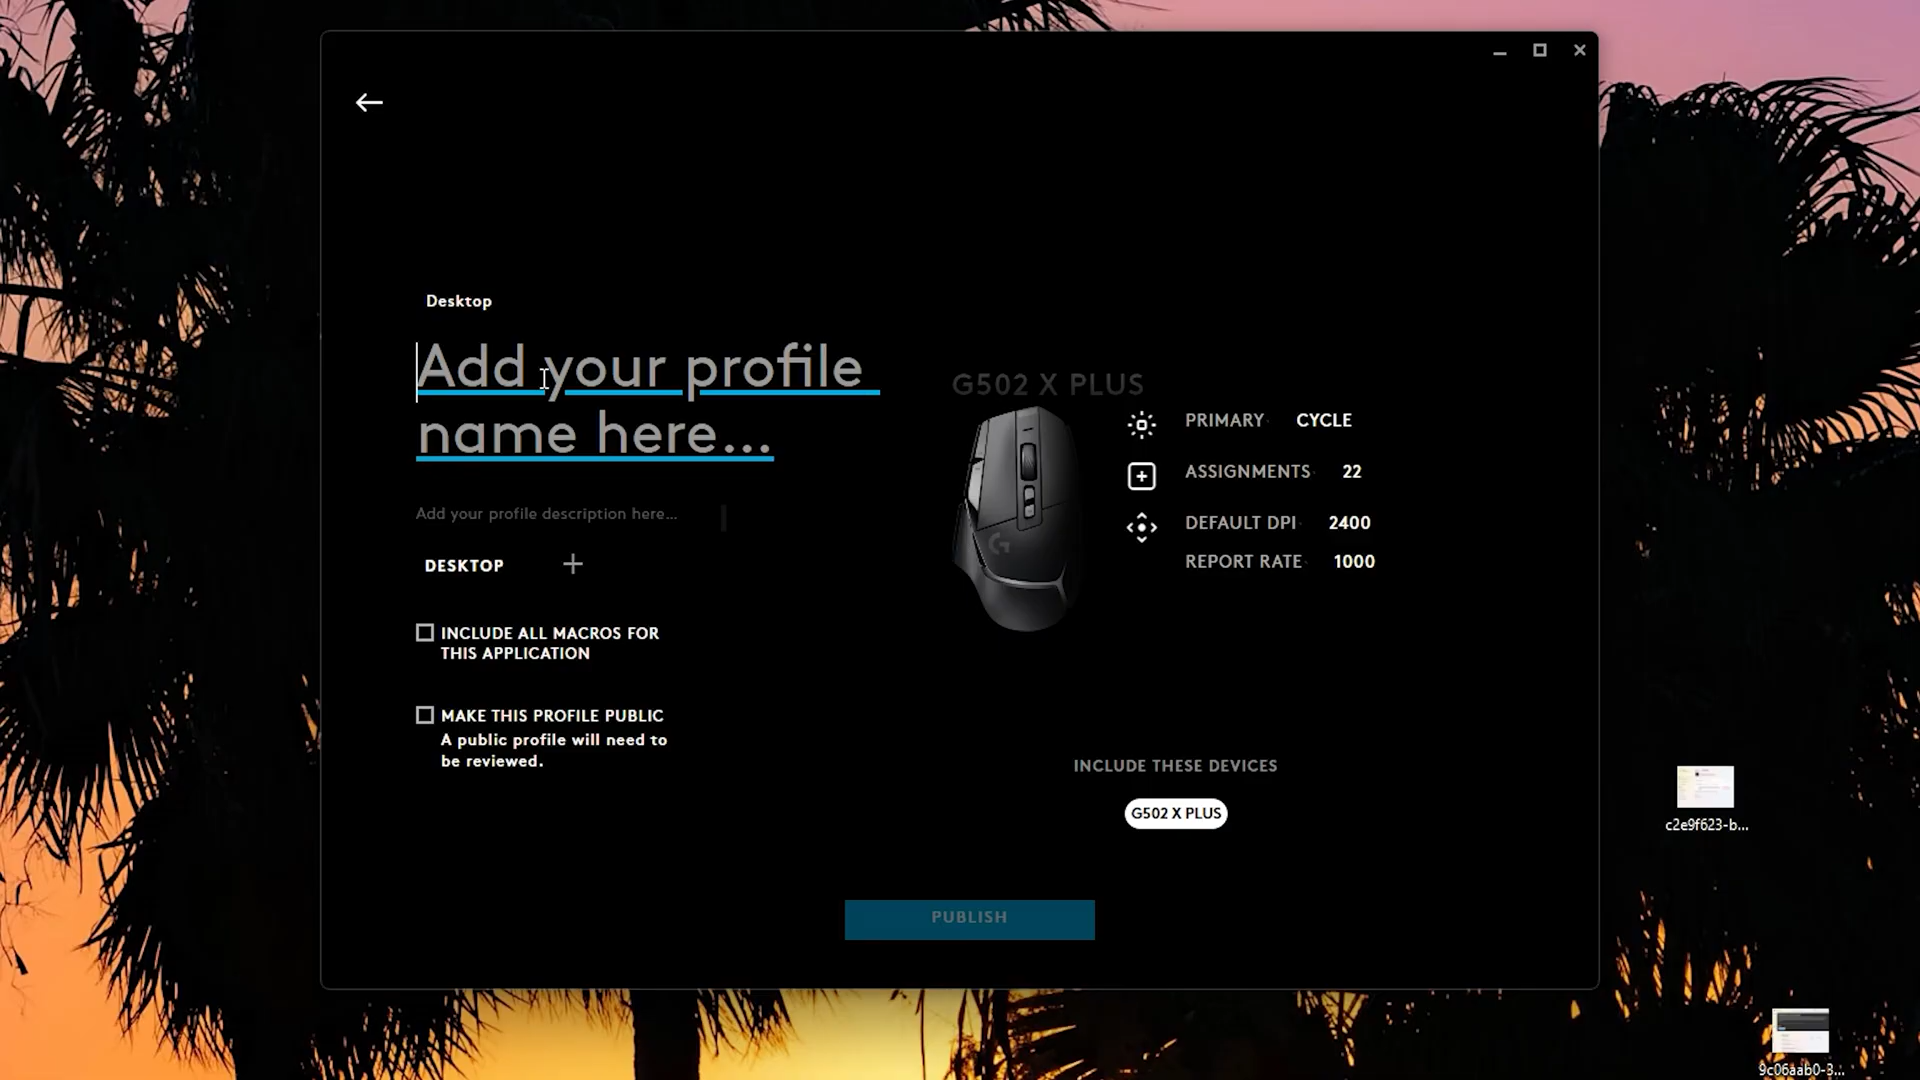 Desktop
Add your profile
name here...
Add your profile description here...
DESKTOP
INCLUDE ALL MACROS FOR
THIS APPLICATION
MAKE THIS PROFILE PUBLIC
A public profile will need to
be reviewed.
G502 X PLUS
PRIMARY CYCLE
ASSIGNMENTS 22
DEFAULT DPI 2400
REPORT RATE 1000
INCLUDE THESE DEVICES
G502 X PLUS
PUBLISH
c2e9f623-b...
9c06aab0-3...